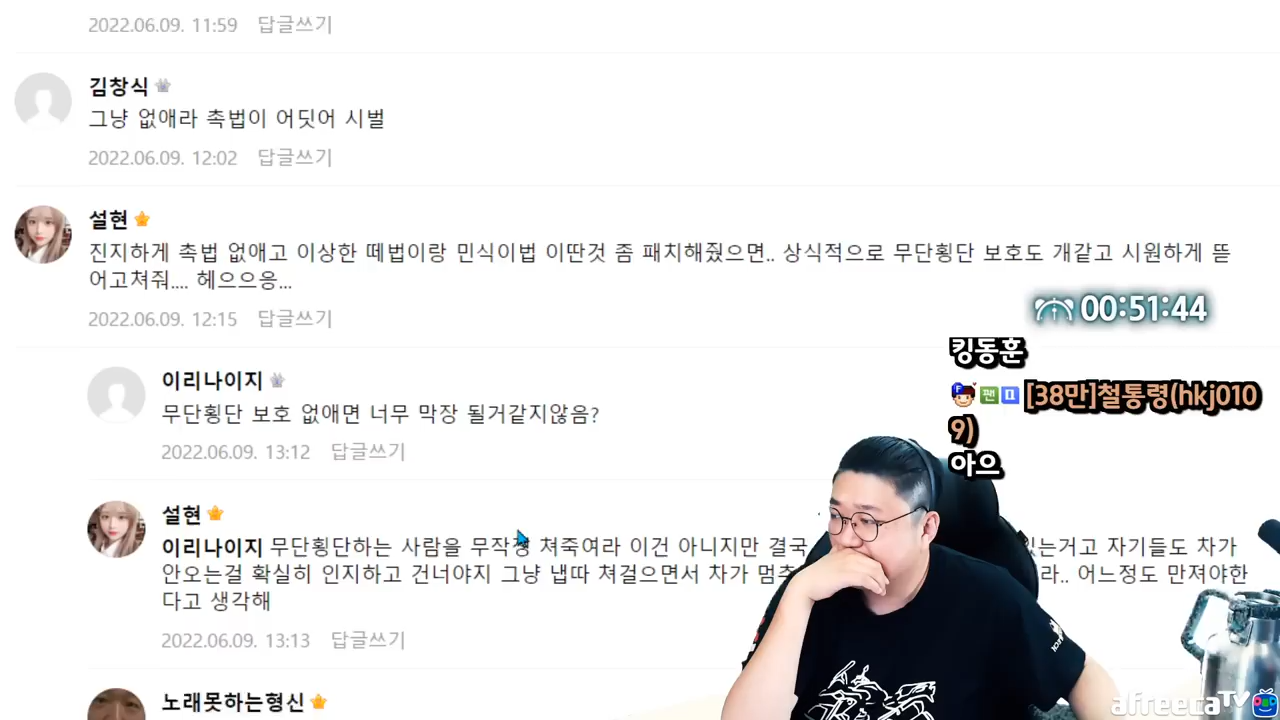 2022.06.09. 11:59 답글쓰기
김창식
그냥 없애라 촉법이 어딧어 시벌
2022.06.09. 12:02 답글쓰기
설현
진지하게 촉법 없애고 이상한 떼법이랑 민식이법 이딴것 좀 패치해줬으면.. 상식적으로 무단횡단 보호도 개같고 시원하게 뜯
어고쳐줘.... 헤으으응...
2022.06.09. 12:15 답글쓰기
00:51:44
킹동훈
팬 [38만]철통령(hkj010
9)
아으
이리나이지
무단횡단 보호 없애면 너무 막장 될거같지않음?
2022.06.09. 13:12 답글쓰기
설현
이리나이지 무단횡단하는 사람을 무작정 쳐죽여라 이건 아니지만 결국 있는거고 자기들도 차가
안오는걸 확실히 인지하고 건너야지 그냥 냅따 쳐걸으면서 차가 멈추 라.. 어느정도 만져야한
다고 생각해
2022.06.09. 13:13 답글쓰기
노래못하는형신
afreecaTV